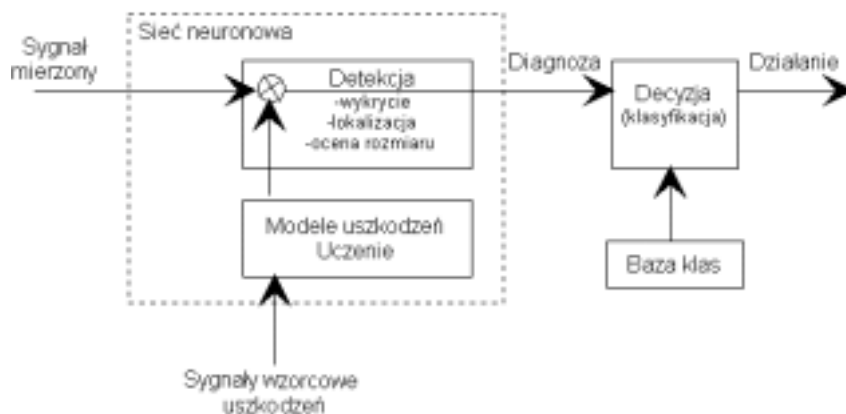 Sieć neuronowa
Sygnał
mierzony
Detekcja
-wykrycie
-lokalizacja
-ocena rozmiaru
Diagnoza
Decyzja
(klasyfikacja)
Działanie
Modele uszkodzeń
Uczenie
Baza klas
Sygnały wzorcowe
uszkodzeń